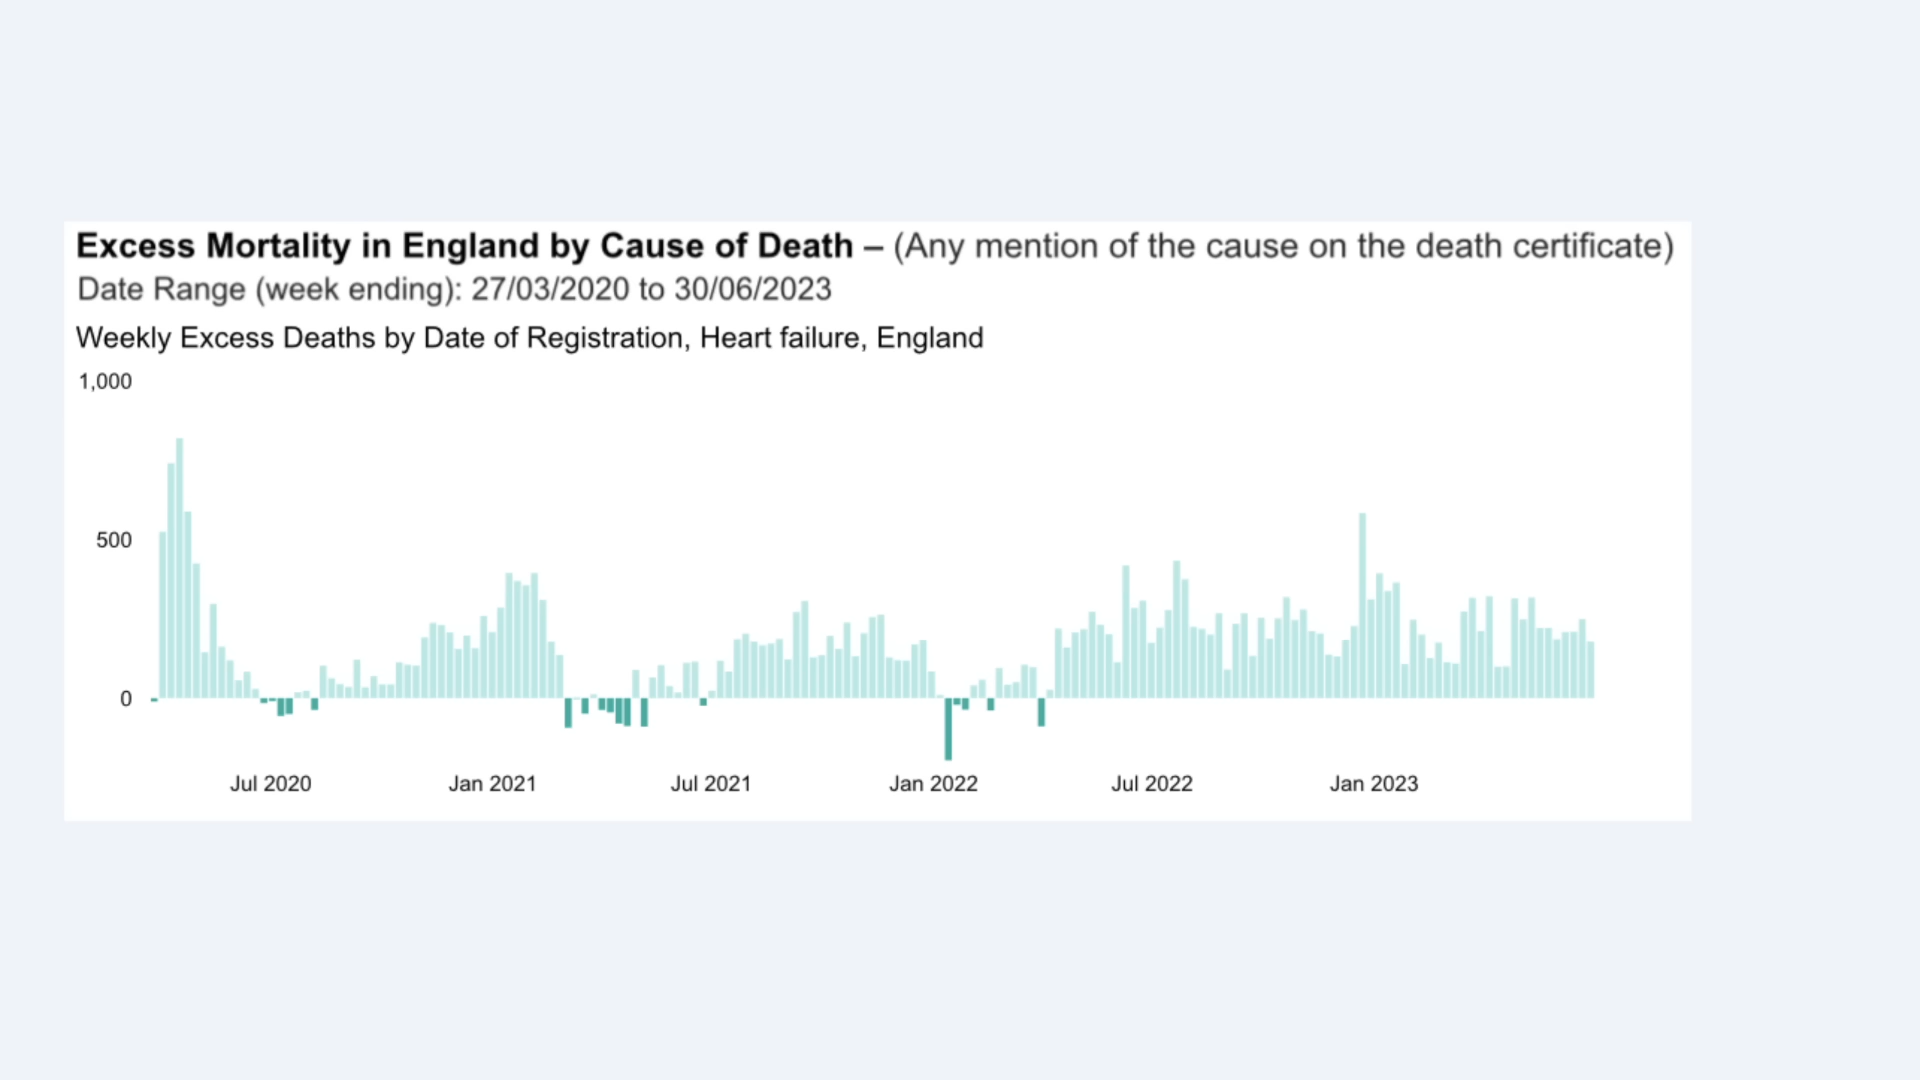 Excess Mortality in England by Cause of Death – (Any mention of the cause on the death certificate)
Date Range (week ending): 27/03/2020 to 30/06/2023
Weekly Excess Deaths by Date of Registration, Heart failure, England
1,000
500
0
Jul 2020 Jan 2021 Jul 2021 Jan 2022 Jul 2022 Jan 2023